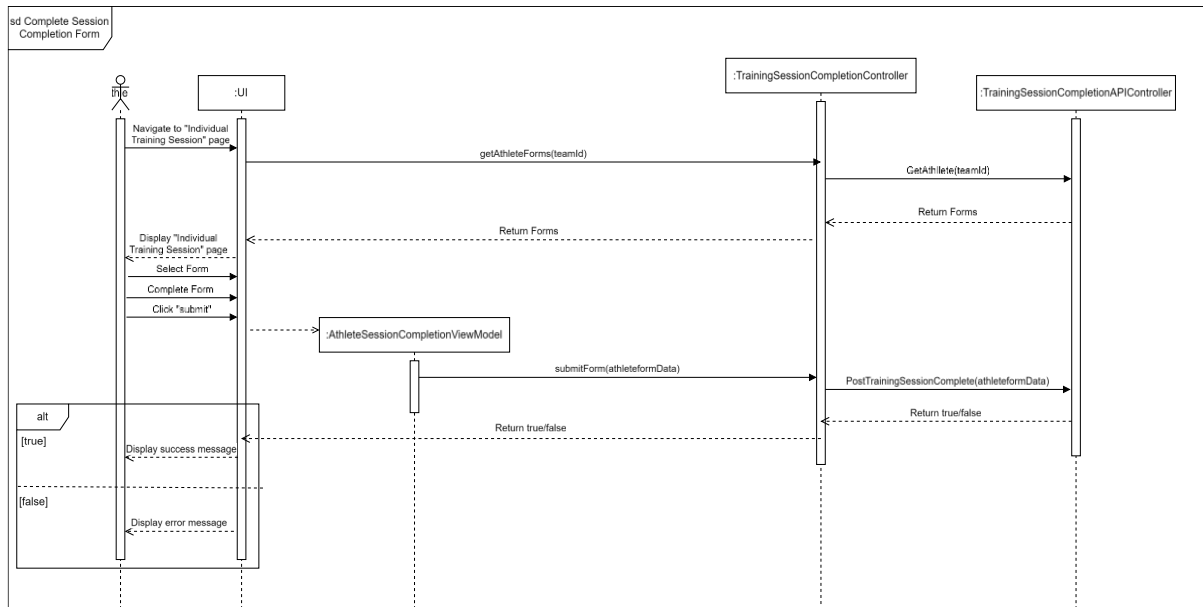 sd Complete Session
Completion Form
:UI
:TrainingSessionCompletionController
:TrainingSessionCompletionAPIController
Navigate to "Individual
Training Session" page
getAthleteForms(teamId)
GetAthlete(teamId)
Return Forms
Return Forms
Display "Individual
Training Session" page
Select Form
Complete Form
Click "submit"
:AthleteSessionCompletionViewModel
submitForm(athleteformData)
PostTrainingSessionComplete(athleteformData)
alt
Return true/false
Return true/false
[true]
Display success message
[false]
Display error message